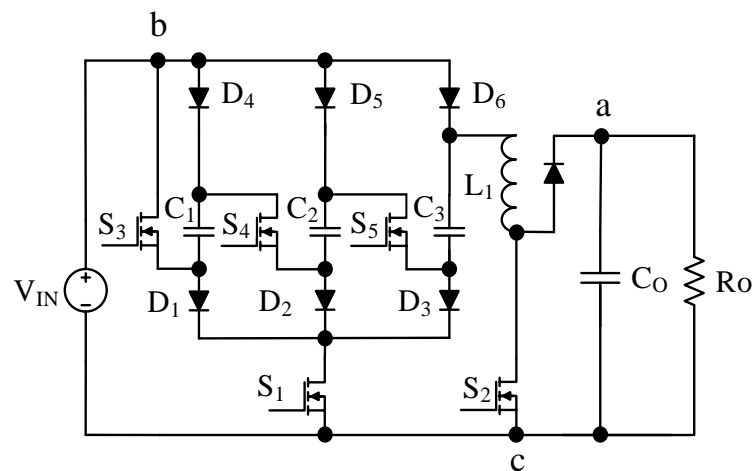 b
D4 D5 D6 a
L1
S3 C1 S4 C2 S5 C3
+
VIN
−
D1 D2 D3 CO Ro
S1 S2
c